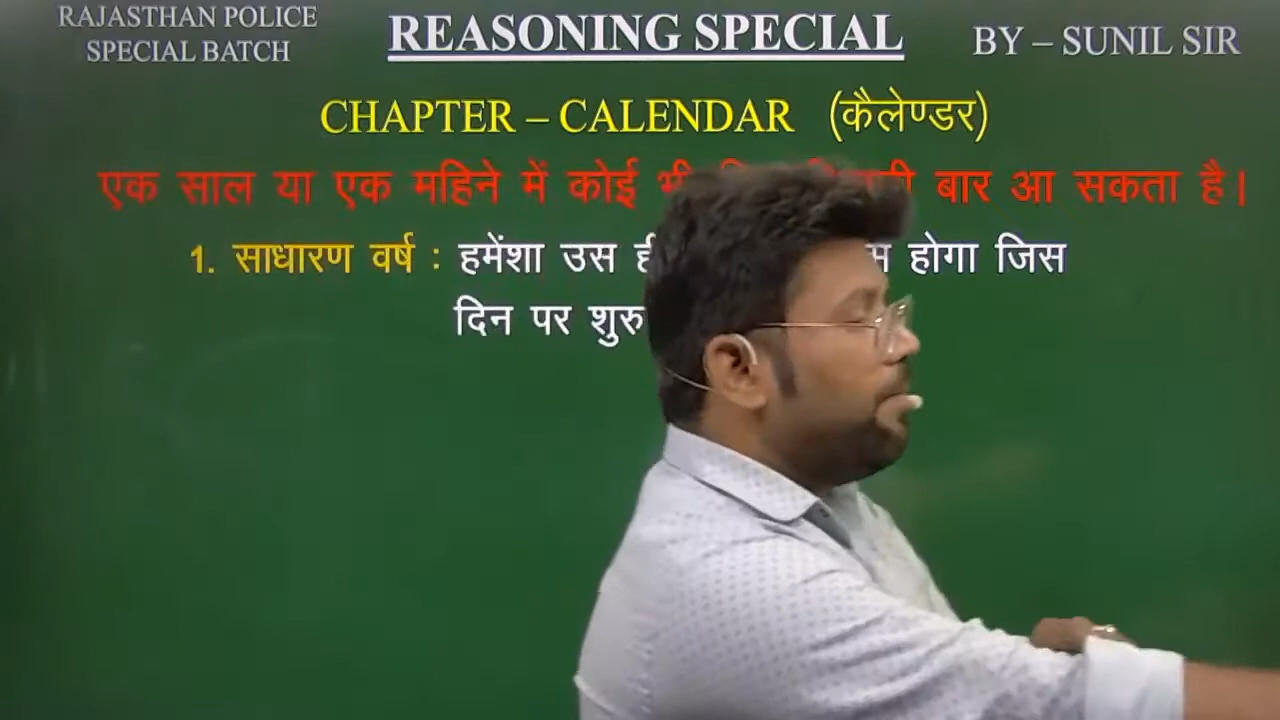 RAJASTHAN POLICE
SPECIAL BATCH
REASONING SPECIAL
BY – SUNIL SIR
CHAPTER – CALENDAR (कैलेण्डर)
एक साल या एक महिने में कोई बार आ सकता है।
1. साधारण वर्ष : हमेंशा उस होगा जिस
दिन पर शुरु